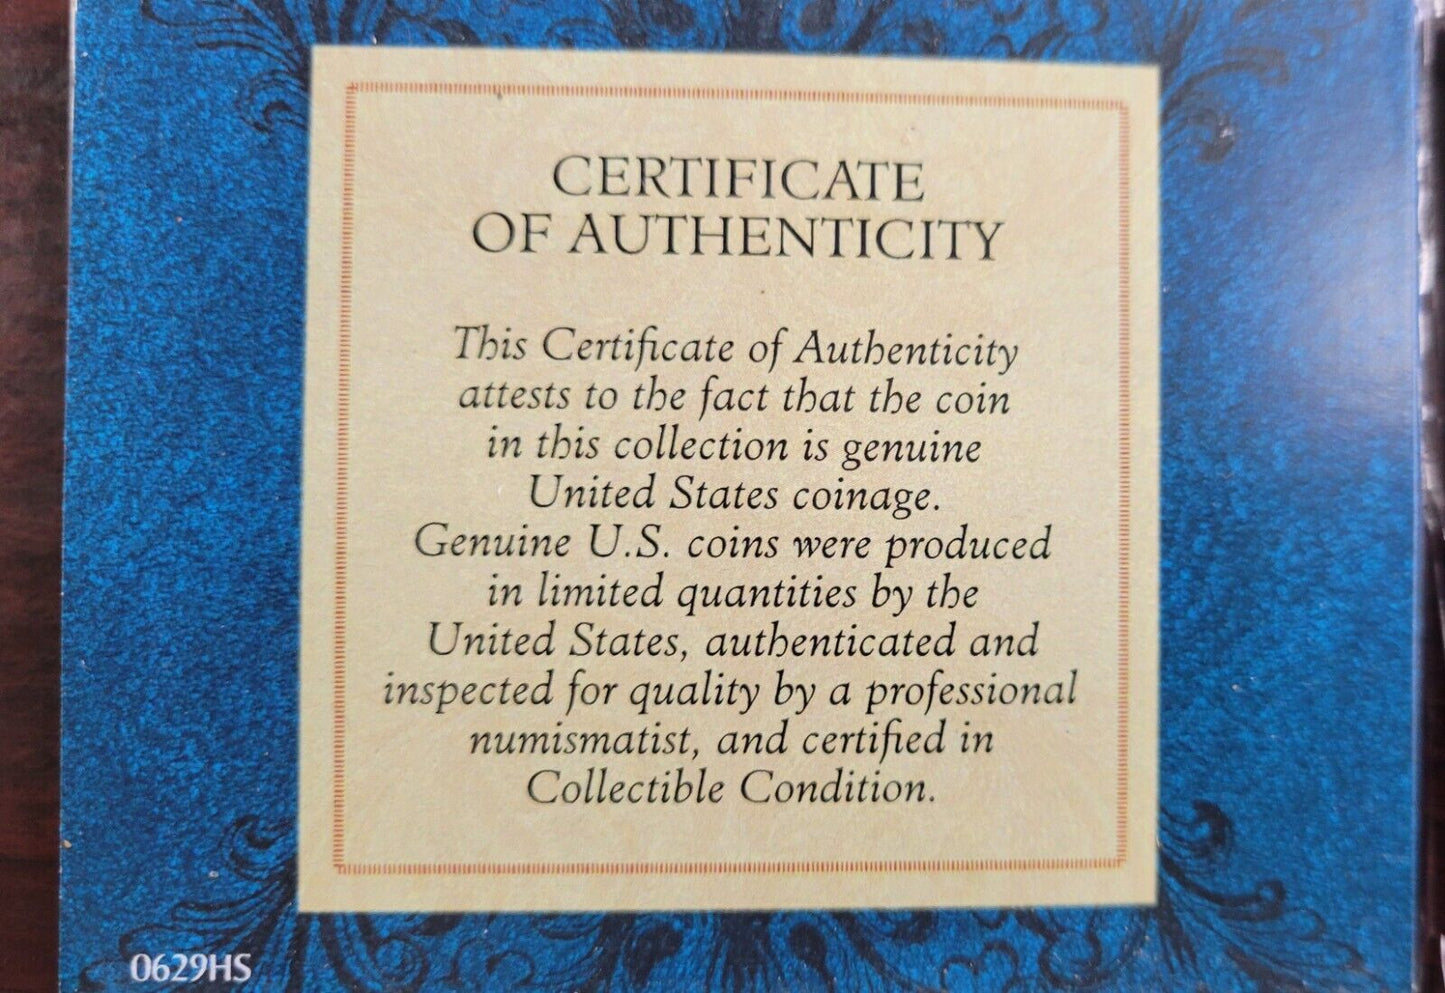 CERTIFICATE
OF AUTHENTICITY
This Certificate of Authenticity
attests to the fact that the coin
in this collection is genuine
United States coinage.
Genuine U.S. coins were produced
in limited quantities by the
United States, authenticated and
inspected for quality by a professional
numismatist, and certified in
Collectible Condition.
0629HS